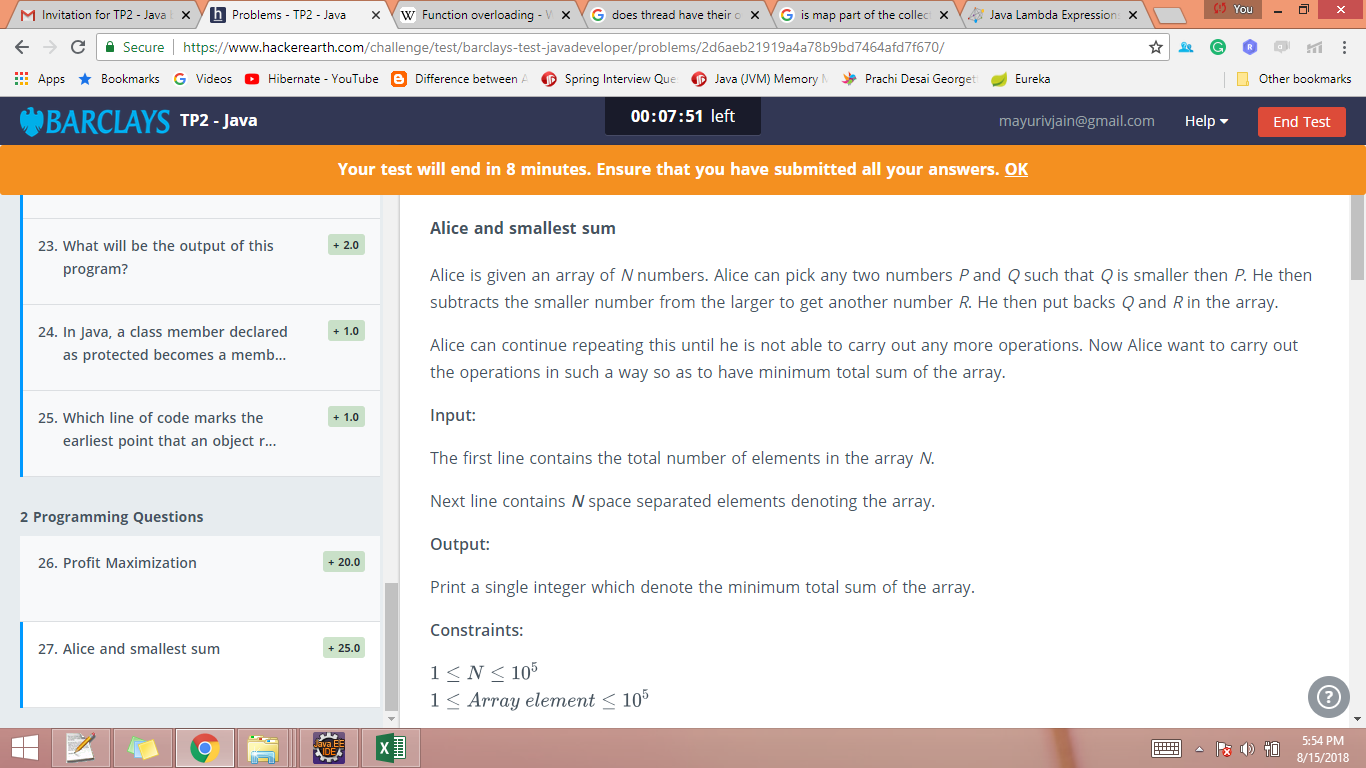 Invitation for TP2 - Java
Problems - TP2 - Java
Function overloading - W
does thread have their o
is map part of the collec
Java Lambda Expression
You
Secure
https://www.hackerearth.com/challenge/test/barclays-test-javadeveloper/problems/2d6aeb21919a4a78b9bd7464afd7f670/
Apps
Bookmarks
Videos
Hibernate - YouTube
Difference between
Spring Interview Que
Java (JVM) Memory
Prachi Desai George
Eureka
Other bookmarks
BARCLAYS TP2 - Java
00:07:51 left
mayurivjain@gmail.com
Help
End Test
Your test will end in 8 minutes. Ensure that you have submitted all your answers. OK
23. What will be the output of this
program?
+ 2.0
24. In Java, a class member declared
as protected becomes a memb...
+ 1.0
25. Which line of code marks the
earliest point that an object r...
+ 1.0
2 Programming Questions
26. Profit Maximization
+ 20.0
27. Alice and smallest sum
+ 25.0
Alice and smallest sum
Alice is given an array of N numbers. Alice can pick any two numbers P and Q such that Q is smaller then P. He then
subtracts the smaller number from the larger to get another number R. He then put backs Q and R in the array.
Alice can continue repeating this until he is not able to carry out any more operations. Now Alice want to carry out
the operations in such a way so as to have minimum total sum of the array.
Input:
The first line contains the total number of elements in the array N.
Next line contains N space separated elements denoting the array.
Output:
Print a single integer which denote the minimum total sum of the array.
Constraints:
1 ≤ N ≤ 10⁵
1 ≤ Array element ≤ 10⁵
?
Java EE
IDE
5:54 PM
8/15/2018